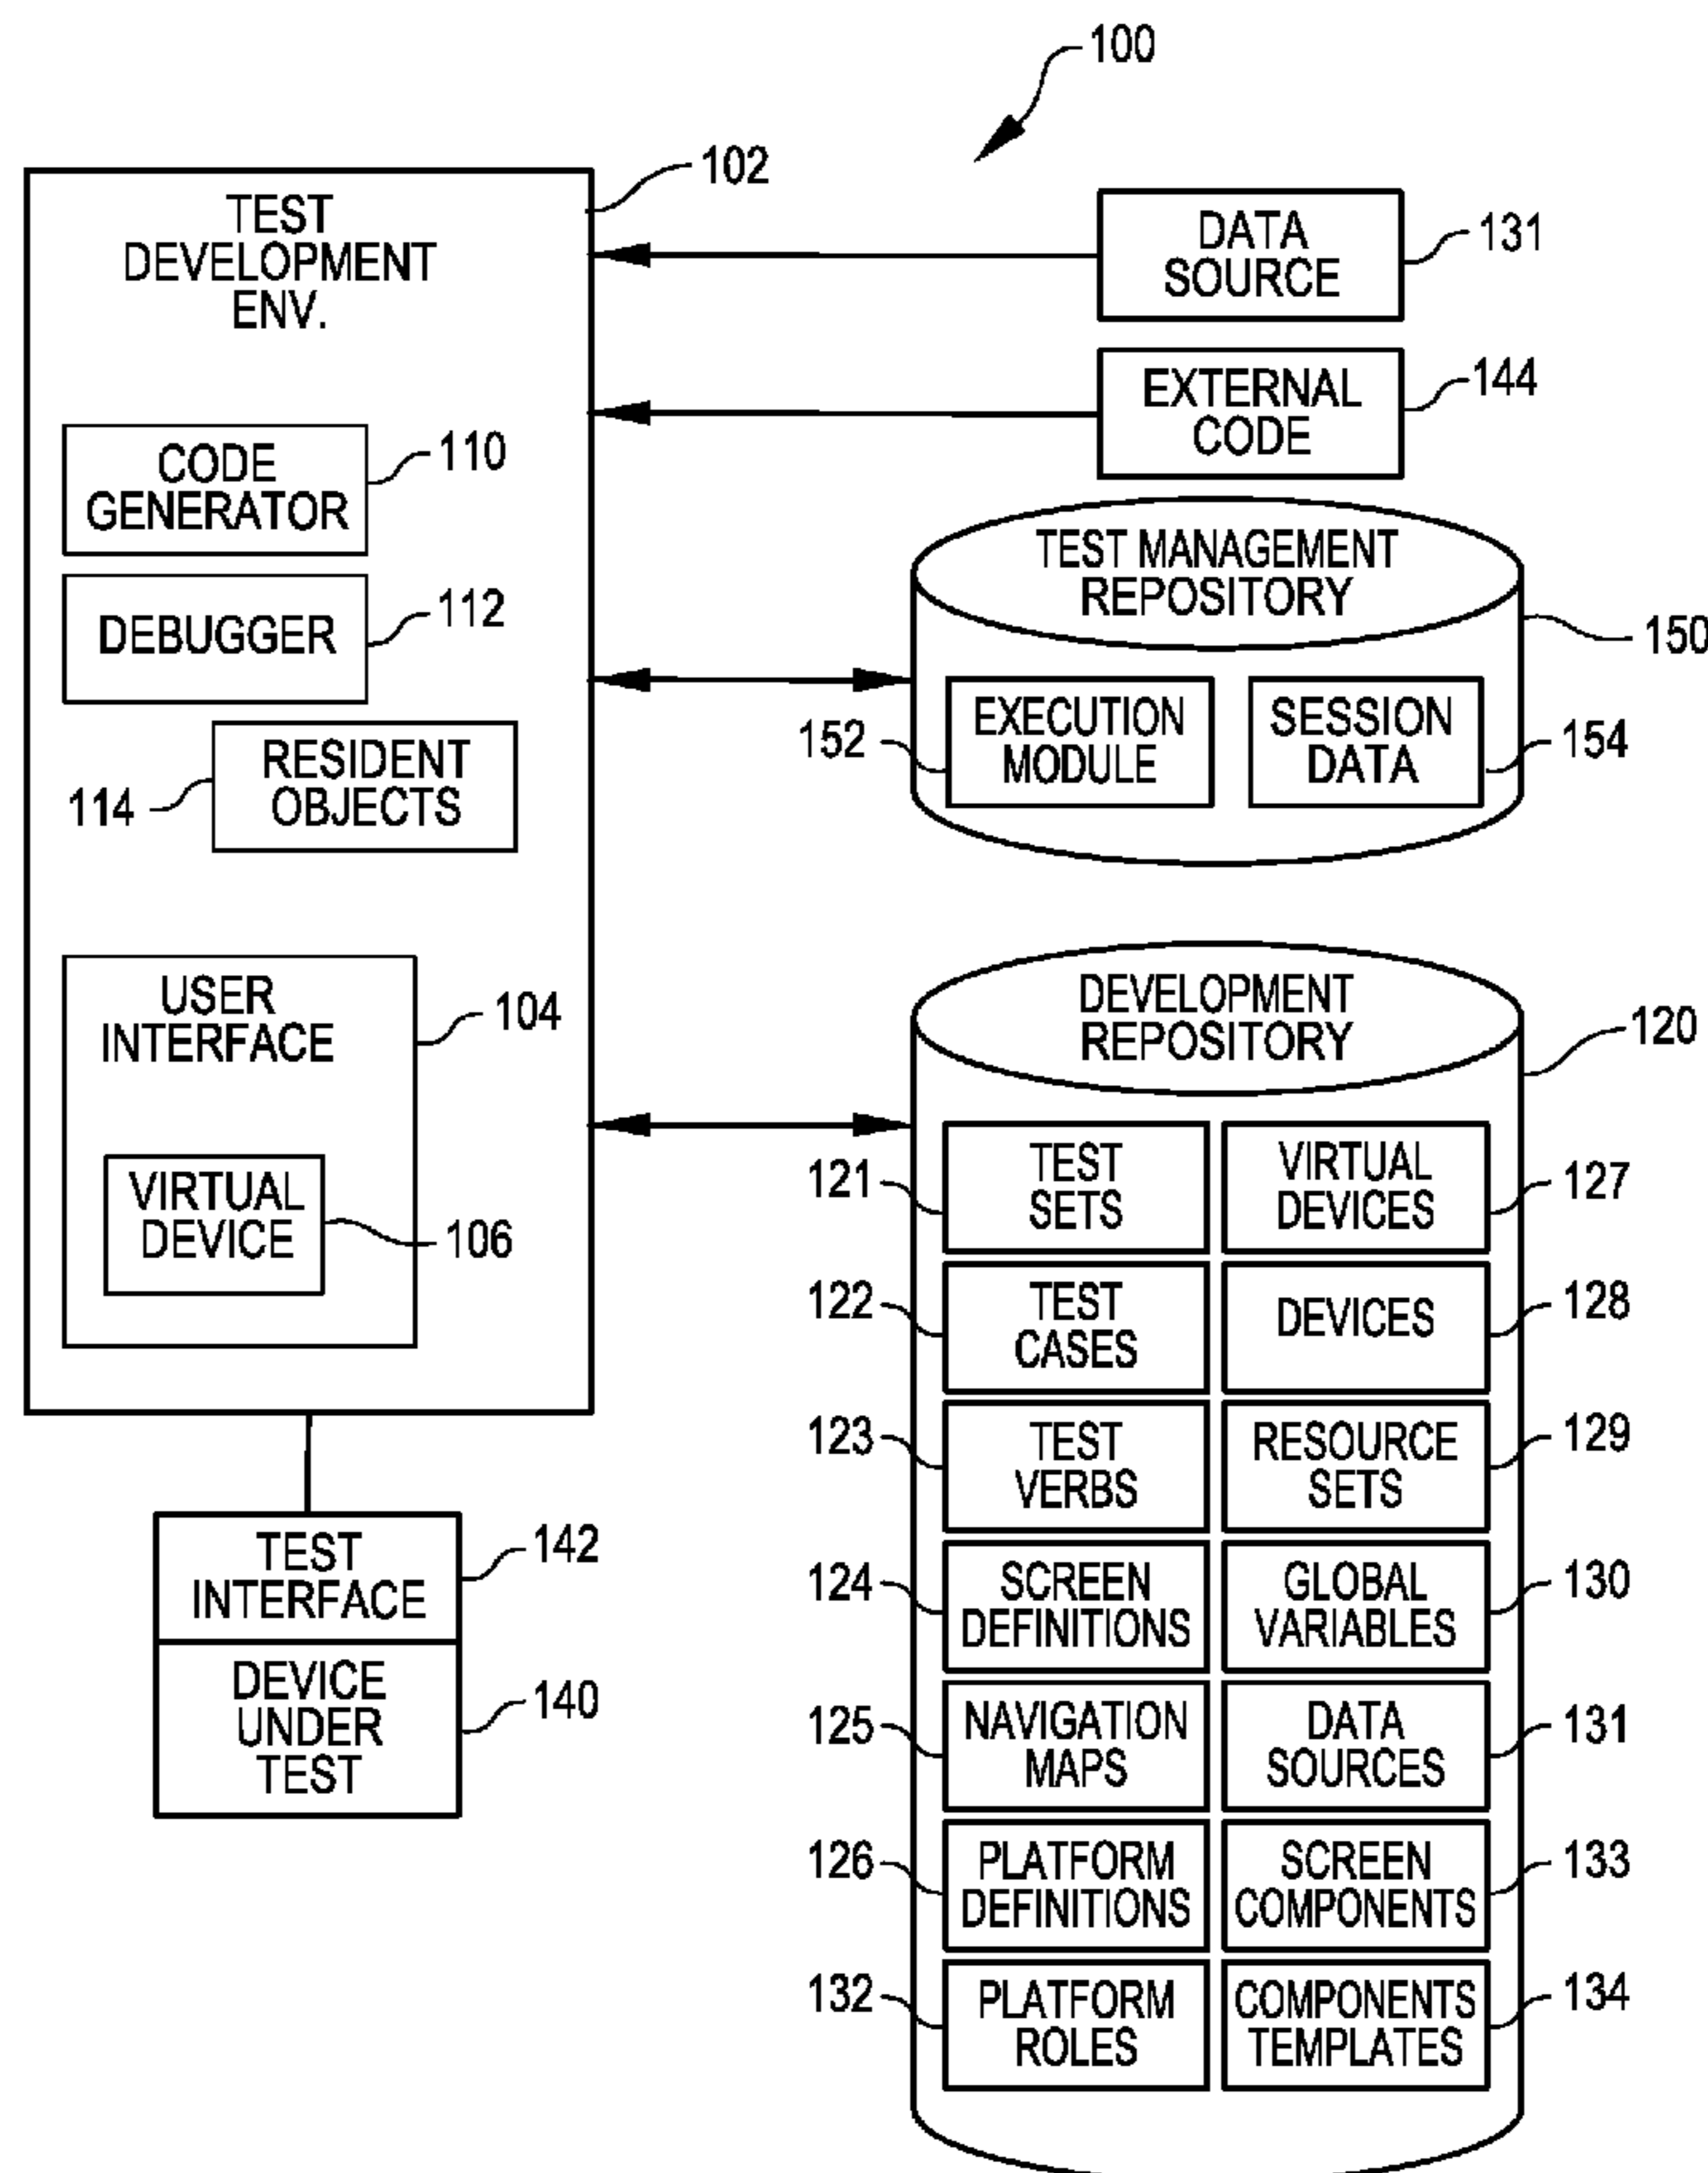 100
102
TEST
DEVELOPMENT
ENV.
DATA
SOURCE
131
EXTERNAL
CODE
144
CODE
GENERATOR
110
DEBUGGER
112
RESIDENT
OBJECTS
114
TEST MANAGEMENT
REPOSITORY
150
EXECUTION
MODULE
152
SESSION
DATA
154
USER
INTERFACE
104
VIRTUAL
DEVICE
106
TEST
INTERFACE
142
DEVICE
UNDER
TEST
140
DEVELOPMENT
REPOSITORY
120
121
TEST
SETS
VIRTUAL
DEVICES
127
122
TEST
CASES
DEVICES
128
123
TEST
VERBS
RESOURCE
SETS
129
124
SCREEN
DEFINITIONS
GLOBAL
VARIABLES
130
125
NAVIGATION
MAPS
DATA
SOURCES
131
126
PLATFORM
DEFINITIONS
SCREEN
COMPONENTS
133
132
PLATFORM
ROLES
COMPONENTS
TEMPLATES
134